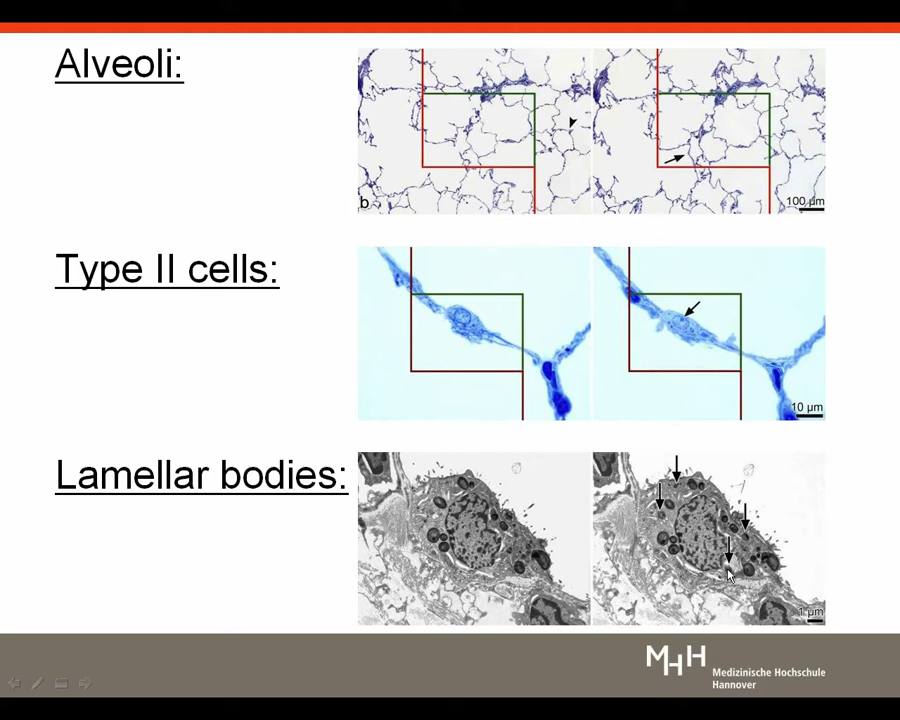 Alveoli:
b
100 µm
Type II cells:
10 µm
Lamellar bodies:
1 µm
MHH
Medizinische Hochschule
Hannover